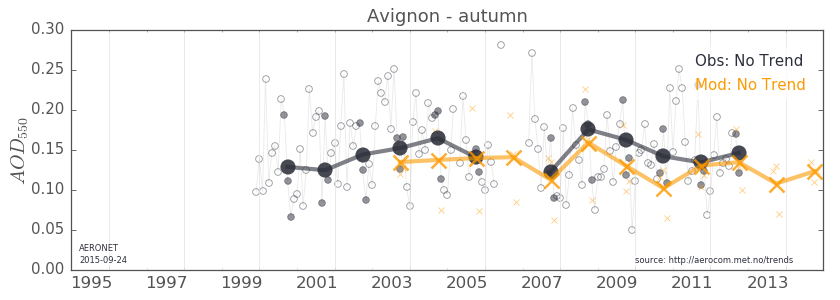 Avignon - autumn
0.30
0.25
0.20
0.15
0.10
0.05
0.00
AOD550
Obs: No Trend
Mod: No Trend
AERONET
2015-09-24
source: http://aerocom.met.no/trends
1995 1997 1999 2001 2003 2005 2007 2009 2011 2013